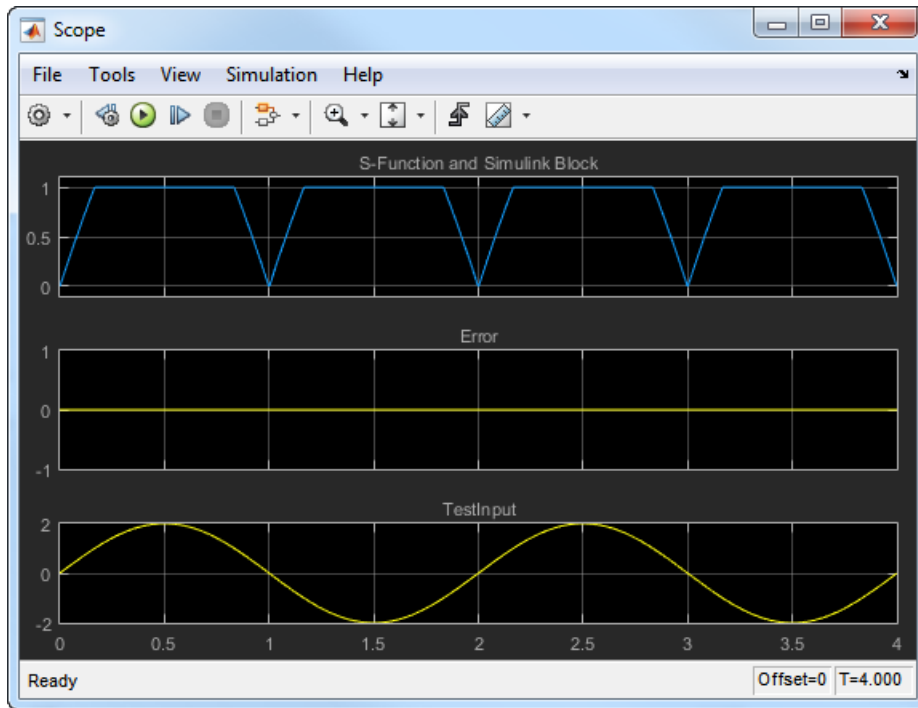 Scope
File Tools View Simulation Help
S-Function and Simulink Block
1
0.5
0
Error
1
0
-1
TestInput
2
0
-2
0 0.5 1 1.5 2 2.5 3 3.5 4
Ready Offset=0 T=4.000